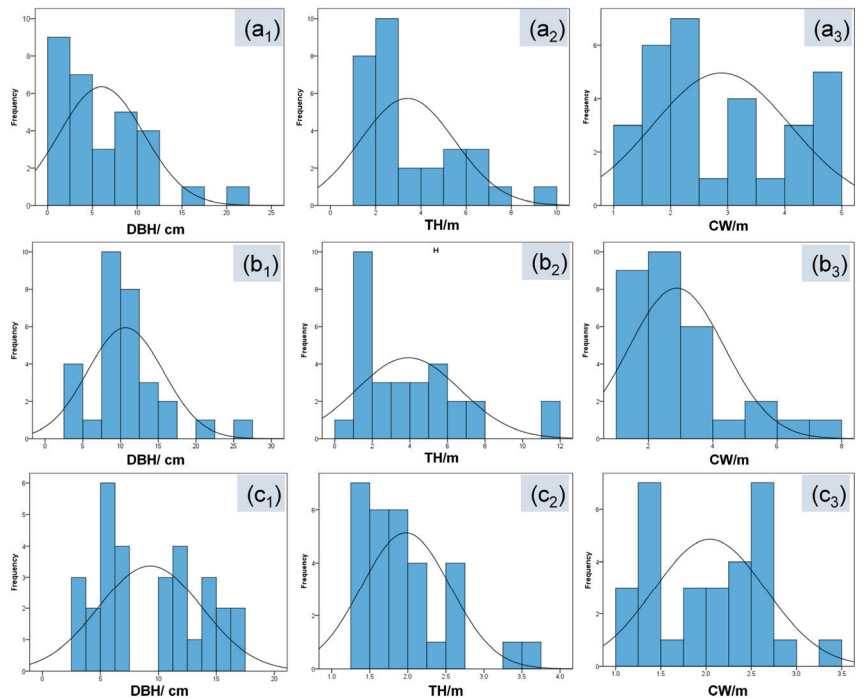 (a1)
Frequency
10
8
6
4
2
0
0 5 10 15 20 25
DBH/ cm
(a2)
Frequency
10
8
6
4
2
0
0 2 4 6 8 10
TH/m
(a3)
Frequency
6
4
2
0
1 2 3 4 5
CW/m
(b1)
Frequency
10
8
6
4
2
0
0 5 10 15 20 25 30
DBH/ cm
H
(b2)
Frequency
10
8
6
4
2
0
0 2 4 6 8 10 12
TH/m
(b3)
Frequency
10
8
6
4
2
0
2 4 6 8
CW/m
(c1)
Frequency
6
5
4
3
2
1
0
0 5 10 15 20
DBH/ cm
(c2)
Frequency
6
4
2
0
1.0 1.5 2.0 2.5 3.0 3.5 4.0
TH/m
(c3)
Frequency
6
4
2
0
1.0 1.5 2.0 2.5 3.0 3.5
CW/m